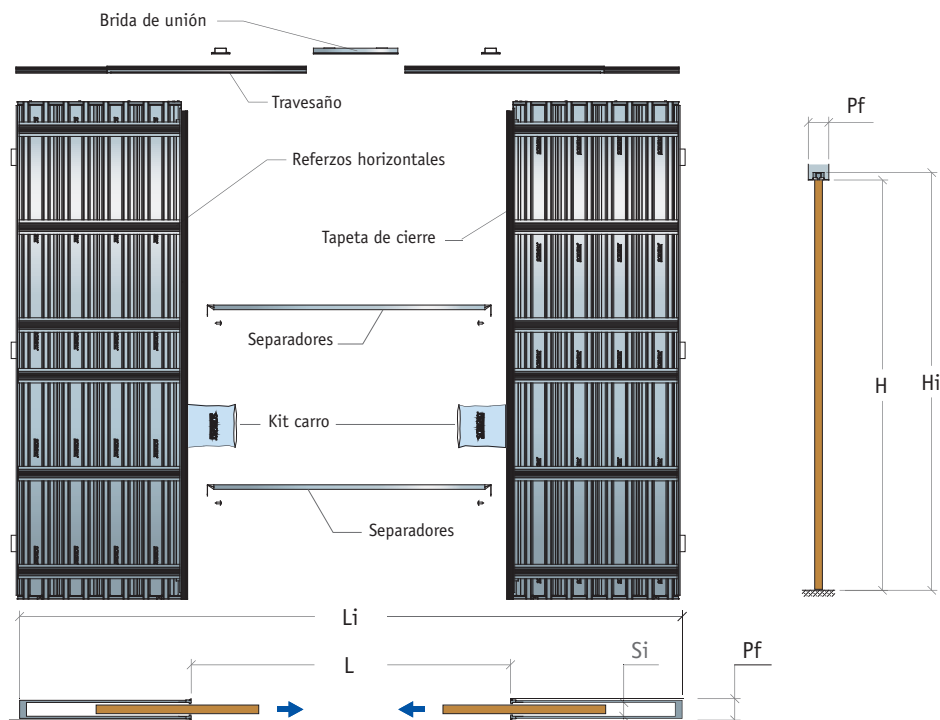 Brida de unión
Travesaño
Pf
Referzos horizontales
Tapeta de cierre
Separadores
H
Hi
Kit carro
Separadores
Li
L
Si
Pf